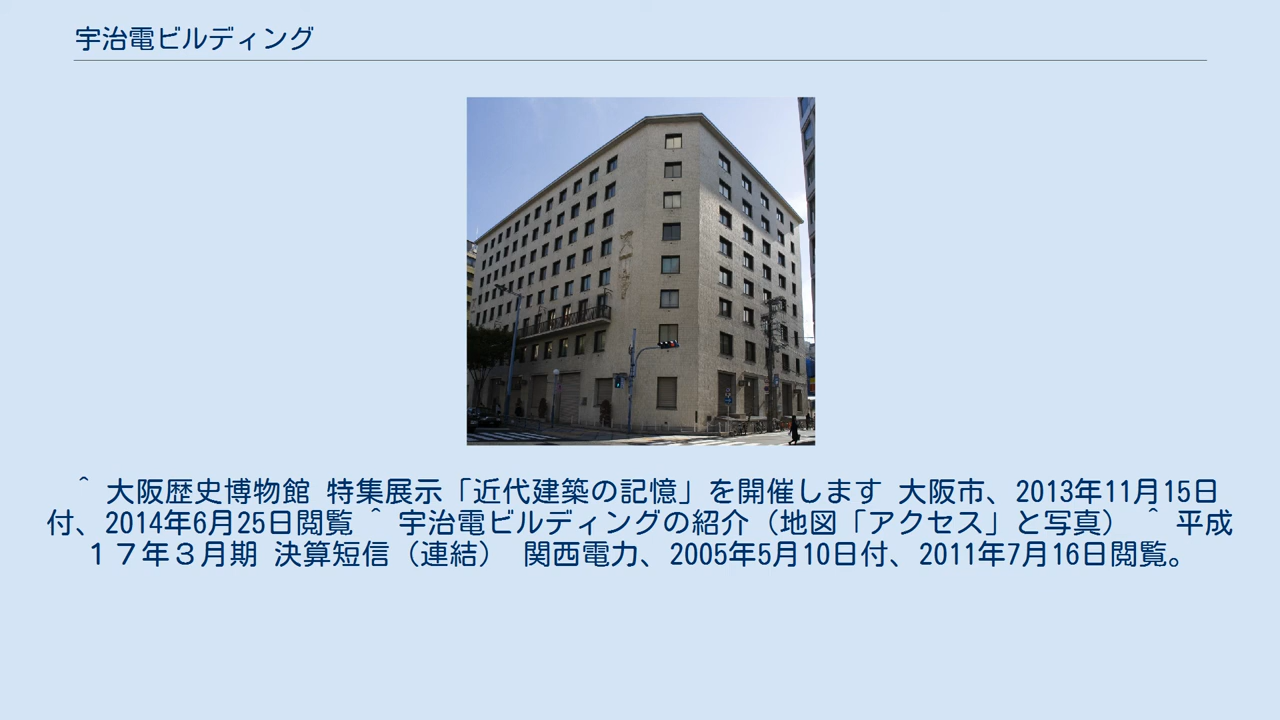 宇治電ビルディング
^ 大阪歴史博物館 特集展示「近代建築の記憶」を開催します 大阪市、2013年11月15日
付、2014年6月25日閲覧 ^ 宇治電ビルディングの紹介（地図「アクセス」と写真） ^ 平成
１７年３月期 決算短信（連結） 関西電力、2005年5月10日付、2011年7月16日閲覧。